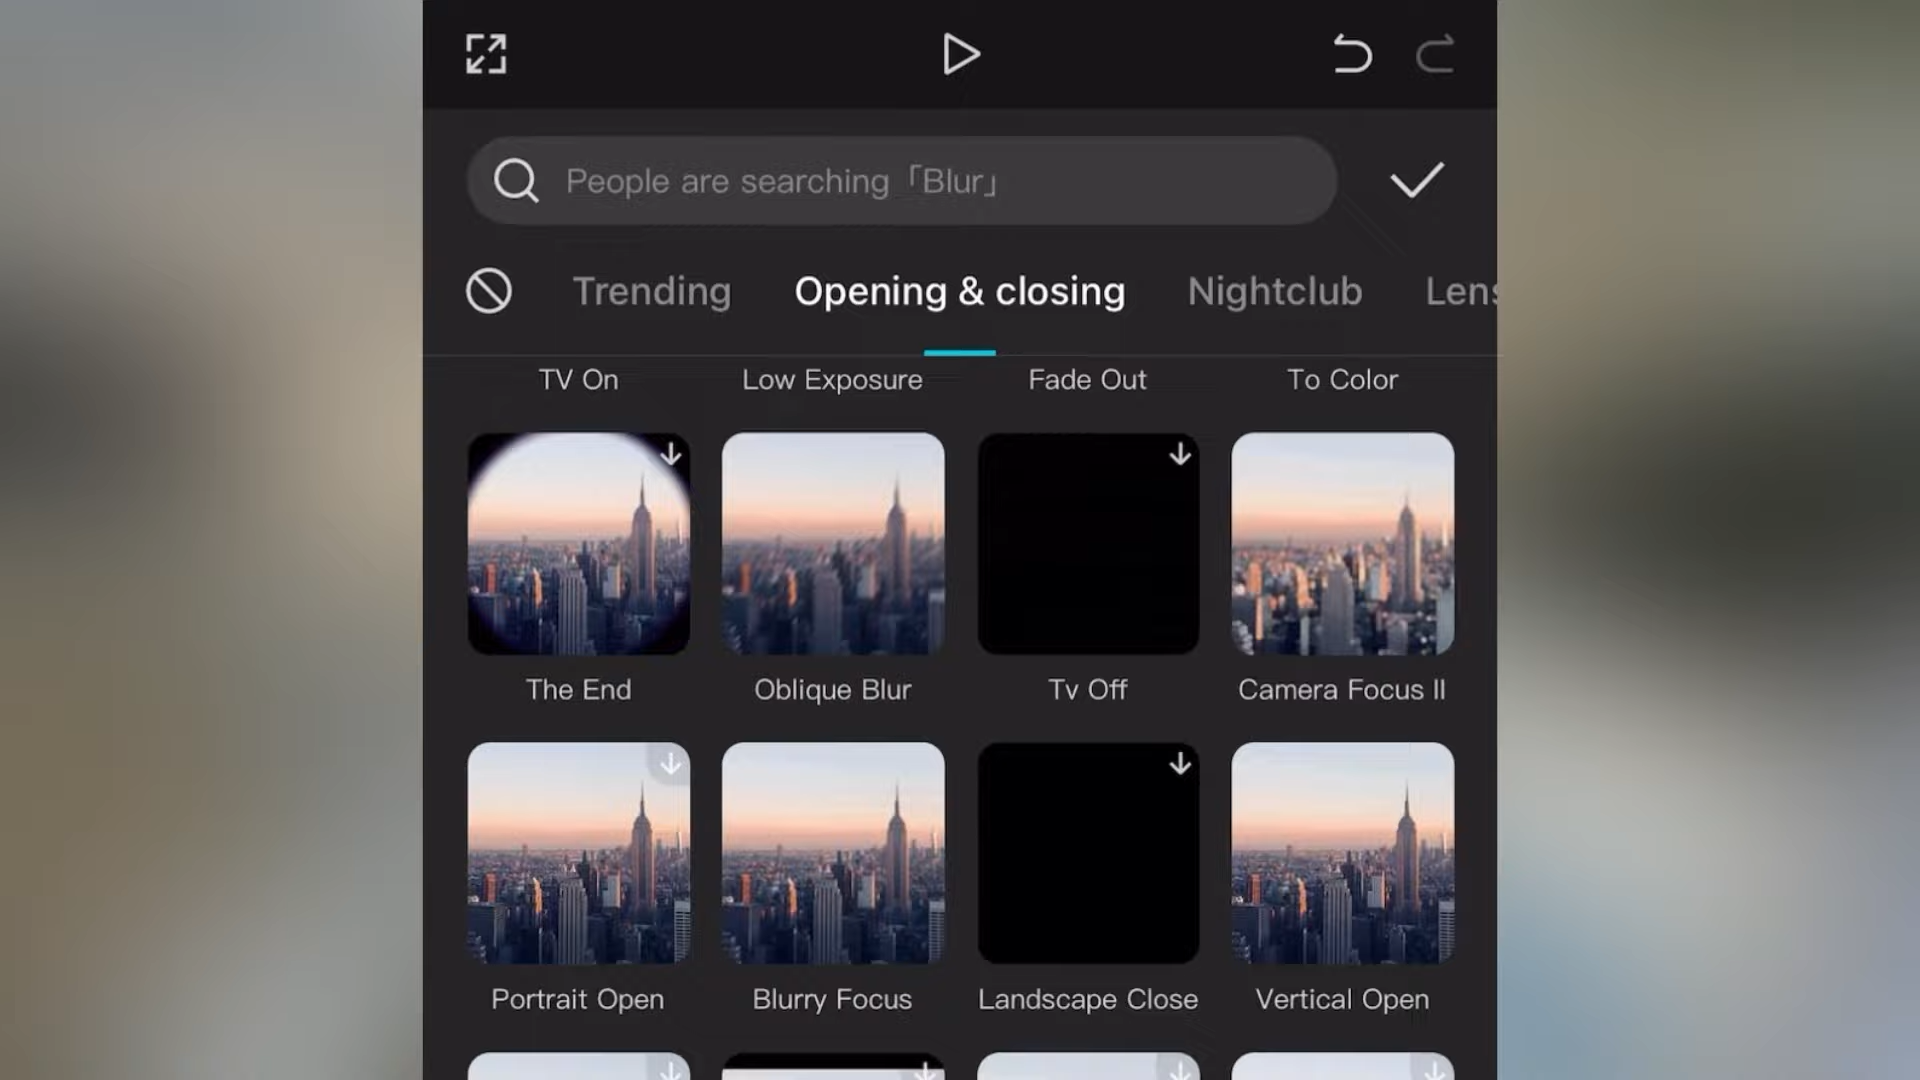 People are searching「Blur」
Trending Opening & closing Nightclub Lens
TV On Low Exposure Fade Out To Color
The End Oblique Blur Tv Off Camera Focus II
Portrait Open Blurry Focus Landscape Close Vertical Open